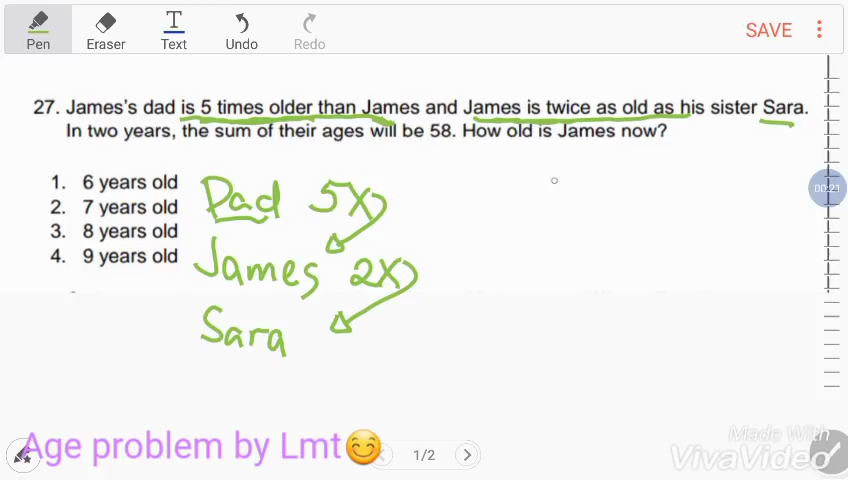 SAVE
Pen
Eraser
Text
Undo
Redo
27. James's dad is 5 times older than James and James is twice as old as his sister Sara.
In two years, the sum of their ages will be 58. How old is James now?
00:21
1. 6 years old
2. 7 years old
3. 8 years old
4. 9 years old
Dad 5X
James 2X
Sara
Age problem by Lmt😊
1/2
Made With
VivaVideo